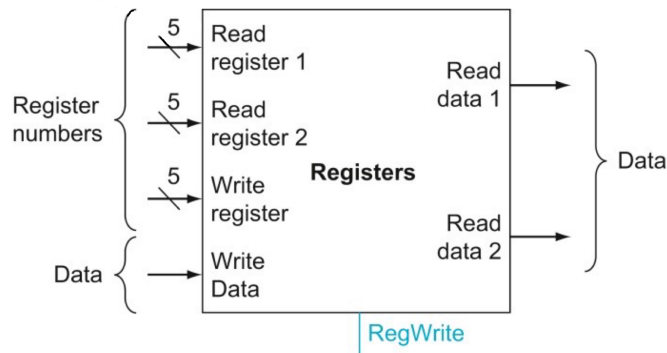 5
Read
register 1
5
Read
register 2
Register
numbers
5
Write
register
Registers
Read
data 1
Data
Read
data 2
Data
Write
Data
RegWrite